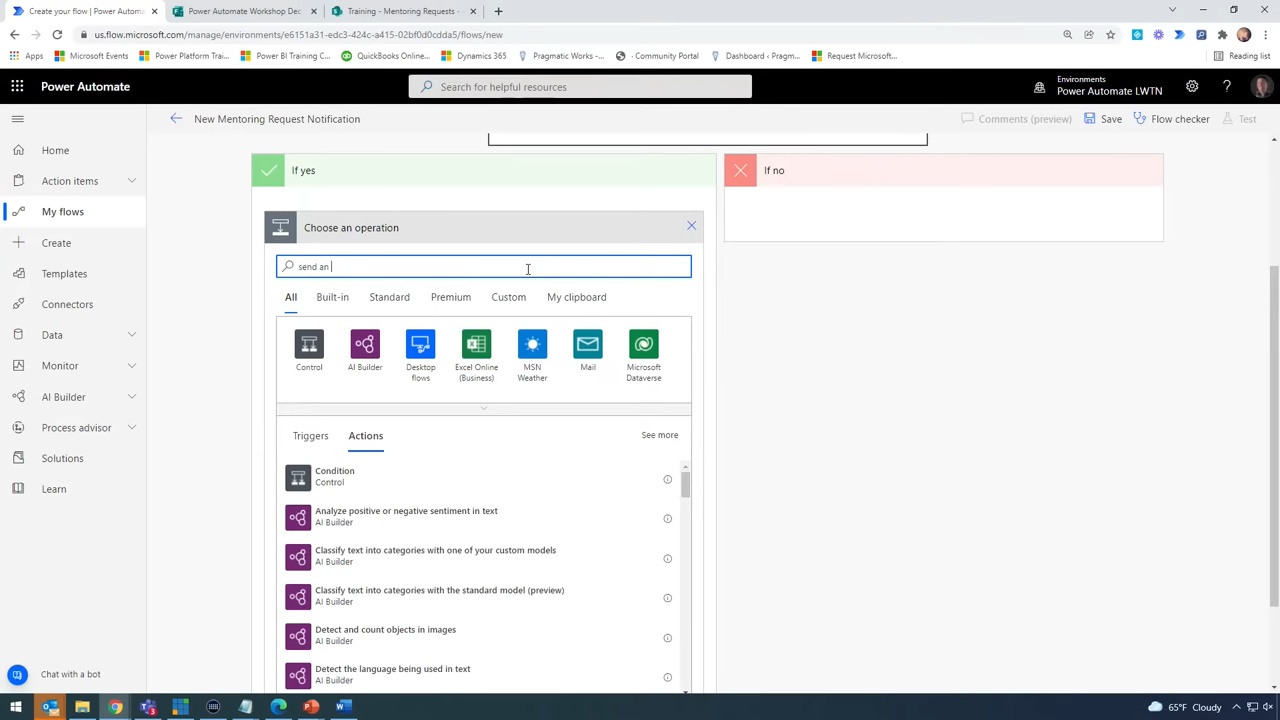 Create your flow | Power Automate
Power Automate Workshop Dec
Training - Mentoring Requests -
us.flow.microsoft.com/manage/environments/e6151a31-edc3-424c-a415-02bf0d0cdda5/flows/new
Apps
Microsoft Events
Power Platform Trai...
Power BI Training C...
QuickBooks Online...
Dynamics 365
Pragmatic Works -...
· Community Portal
Dashboard ‹ Pragm...
Request Microsoft...
Reading list
Power Automate
Search for helpful resources
Environments
Power Automate LWTN
New Mentoring Request Notification
Comments (preview)
Save
Flow checker
Test
Home
Action items
My flows
Create
Templates
Connectors
Data
Monitor
AI Builder
Process advisor
Solutions
Learn
Chat with a bot
If yes
If no
Choose an operation
send an
All
Built-in
Standard
Premium
Custom
My clipboard
Control
AI Builder
Desktop
flows
Excel Online
(Business)
MSN
Weather
Mail
Microsoft
Dataverse
Triggers
Actions
See more
Condition
Control
Analyze positive or negative sentiment in text
AI Builder
Classify text into categories with one of your custom models
AI Builder
Classify text into categories with the standard model (preview)
AI Builder
Detect and count objects in images
AI Builder
Detect the language being used in text
AI Builder
65°F Cloudy